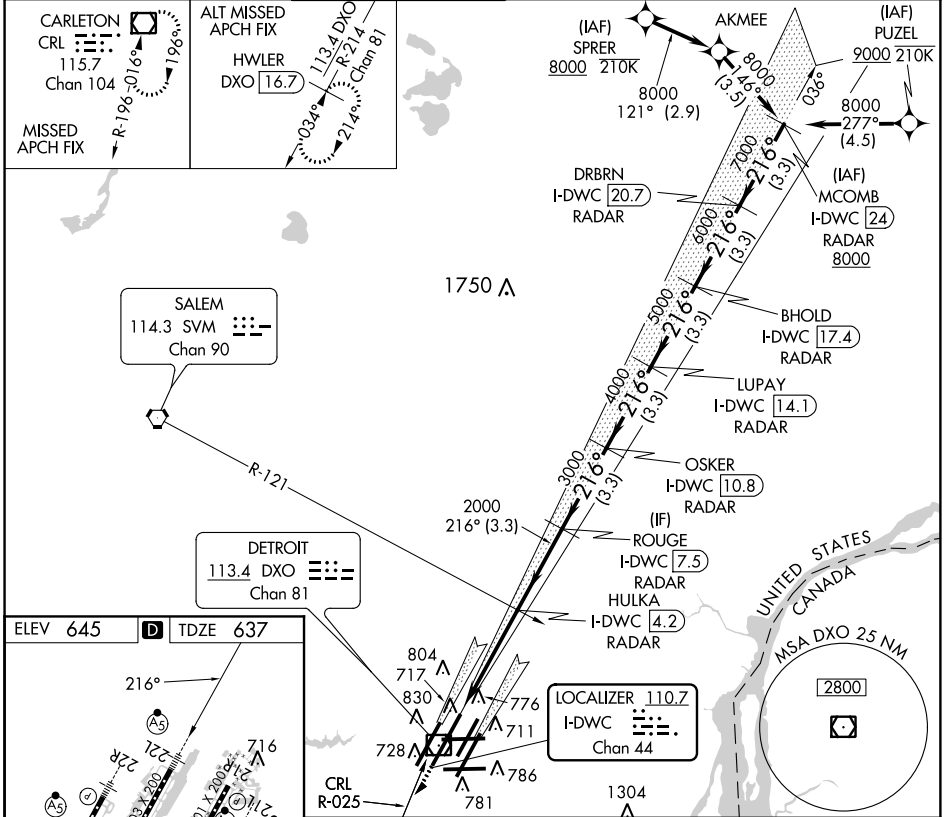 CARLETON
CRL
115.7
Chan 104
R-196
016°
196°
MISSED
APCH FIX
ALT MISSED
APCH FIX
HWLER
DXO 16.7
113.4 DXO
R-214
Chan 81
034°
214°
(IAF)
SPRER
8000 210K
AKMEE
8000
121° (2.9)
8000
146°
(3.5)
036°
(IAF)
PUZEL
9000 210K
8000
277°
(4.5)
(IAF)
MCOMB
I-DWC 24
RADAR
8000
7000
216°
(3.3)
DRBRN
I-DWC 20.7
RADAR
6000
216°
(3.3)
BHOLD
I-DWC 17.4
RADAR
5000
216°
(3.3)
LUPAY
I-DWC 14.1
RADAR
4000
216°
(3.3)
OSKER
I-DWC 10.8
RADAR
3000
216°
(3.3)
(IF)
ROUGE
I-DWC 7.5
RADAR
2000
216° (3.3)
HULKA
I-DWC 4.2
RADAR
1750
SALEM
114.3 SVM
Chan 90
R-121
DETROIT
113.4 DXO
Chan 81
UNITED STATES
CANADA
MSA DXO 25 NM
2800
LOCALIZER 110.7
I-DWC
Chan 44
804
717
830
776
711
728
786
781
1304
CRL
R-025
ELEV 645 D TDZE 637
216°
A5
22R
22L
716
A5
P
03 X 200
21R
01 X 200
P
21L